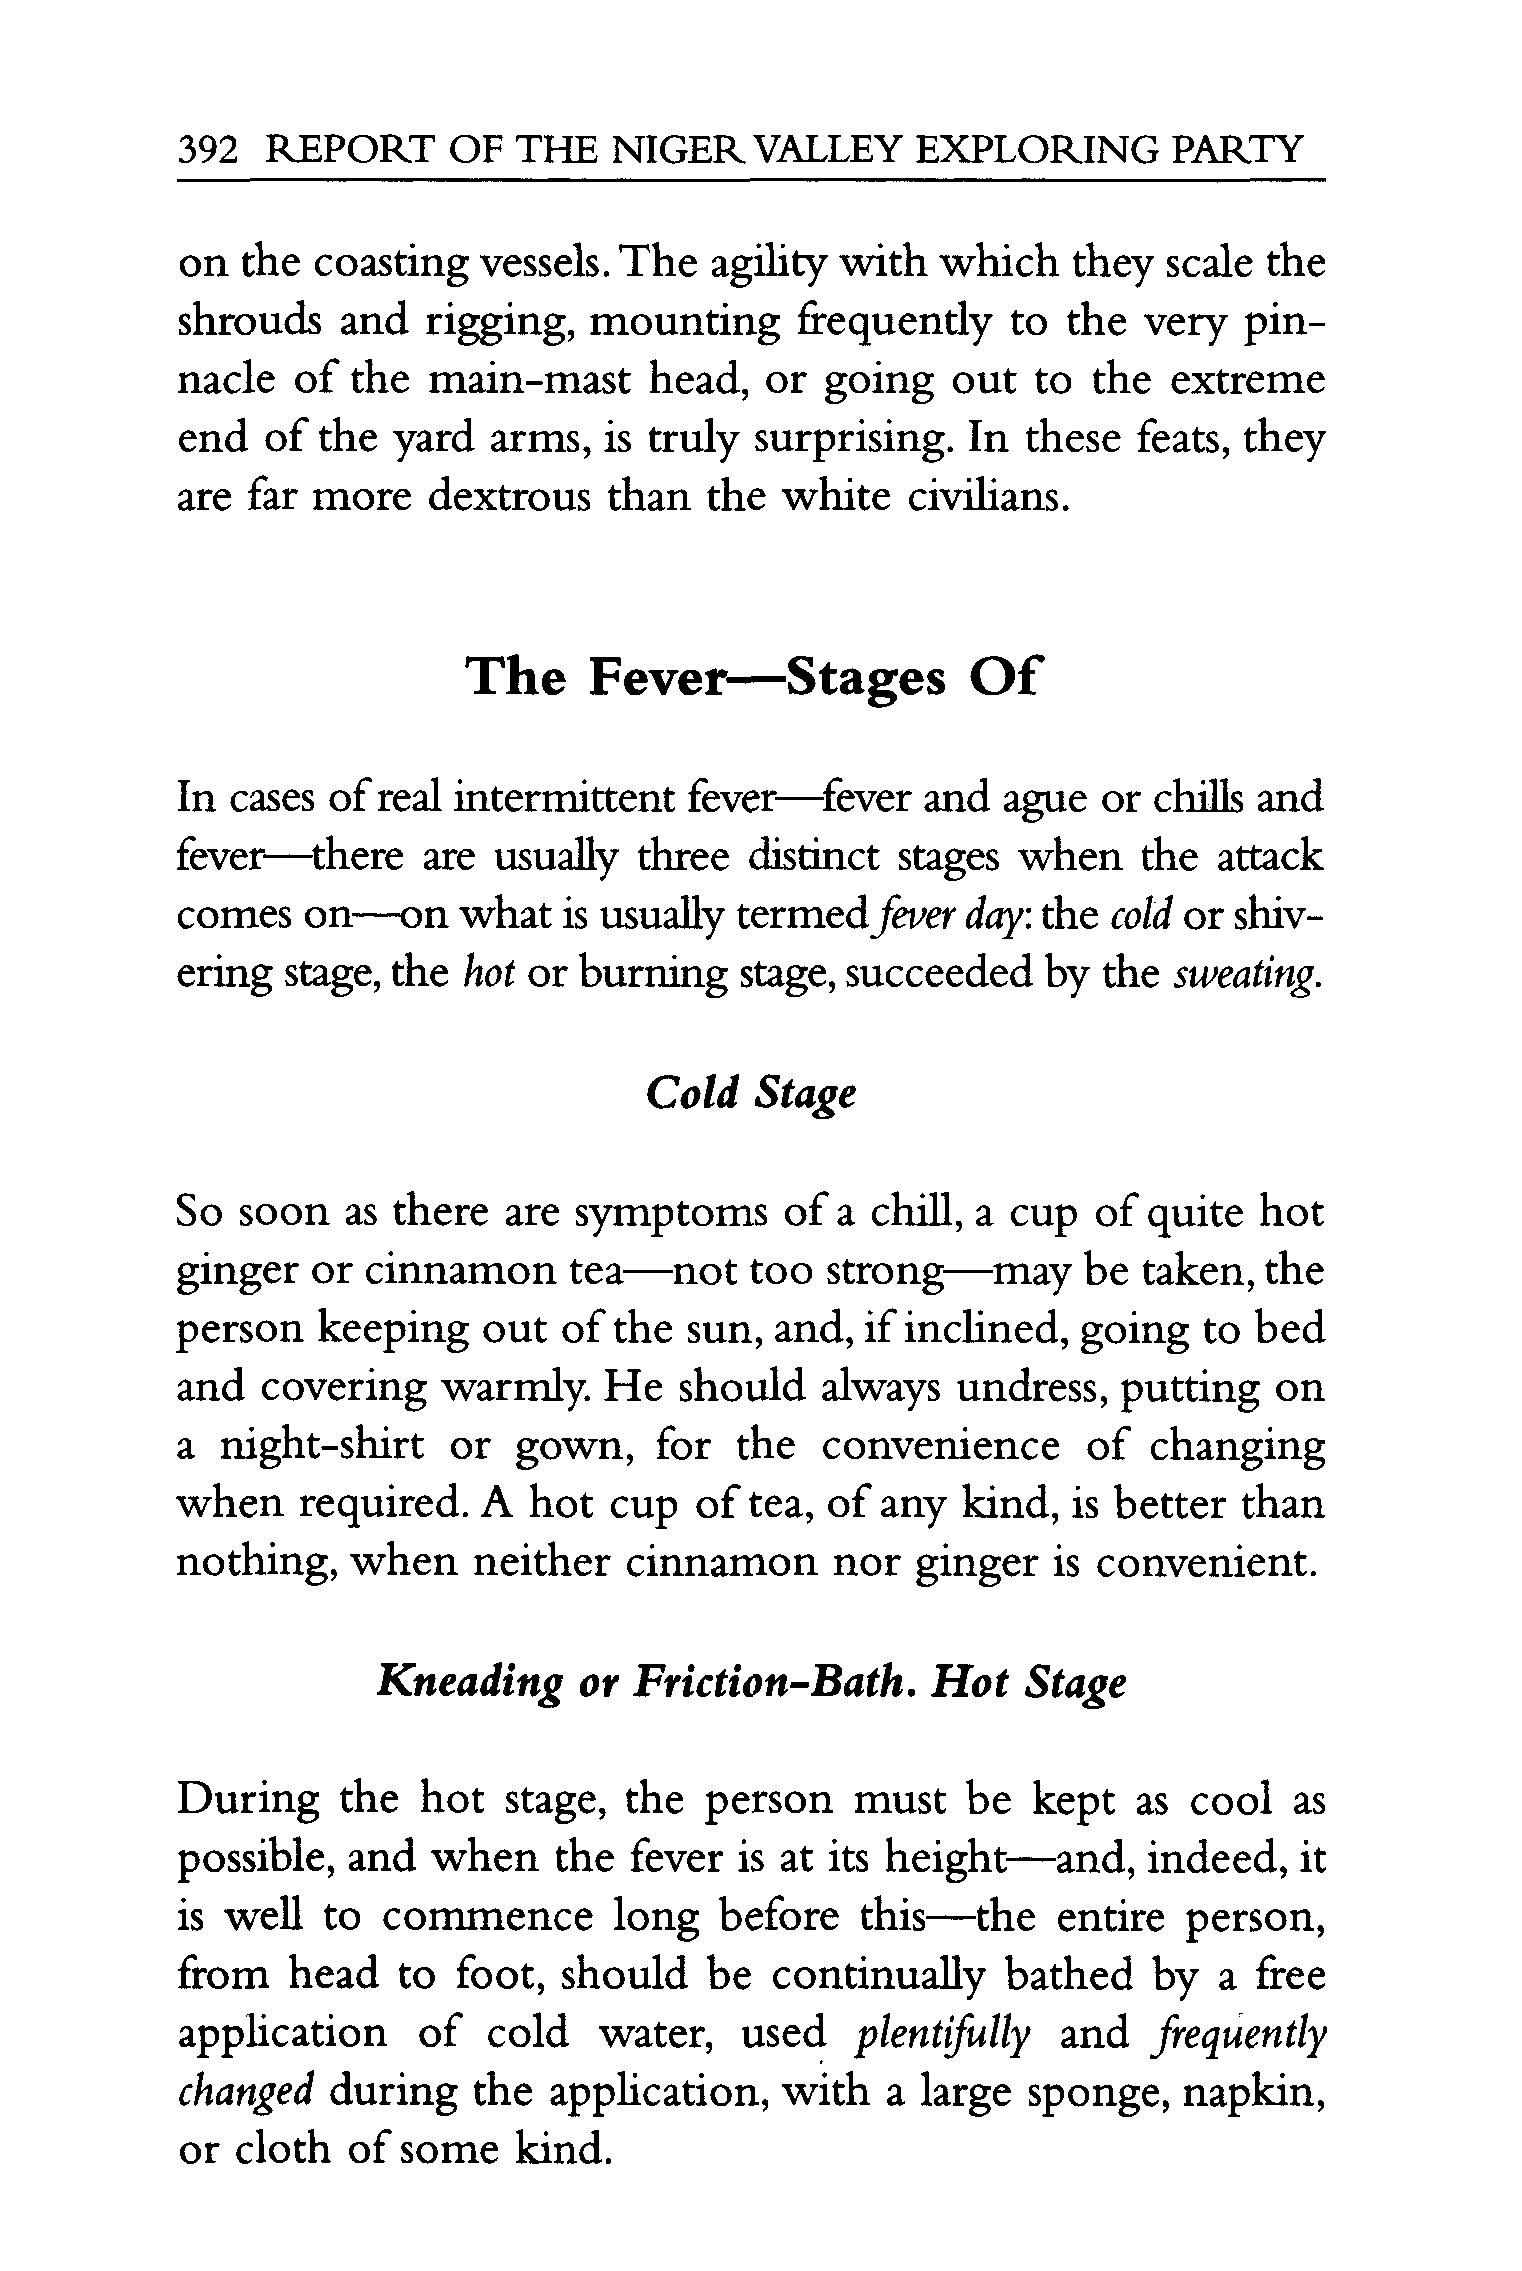 392 REPORT OF THE NIGER VALLEY EXPLORING PARTY
on the coasting vessels. The agility with which they scale the
shrouds and rigging, mounting frequently to the very pin-
nacle of the main-mast head, or going out to the extreme
end of the yard arms, is truly surprising. In these feats, they
are far more dextrous than the white civilians.
The Fever—Stages Of
In cases of real intermittent fever—fever and ague or chills and
fever—there are usually three distinct stages when the attack
comes on—on what is usually termed fever day: the cold or shiv-
ering stage, the hot or burning stage, succeeded by the sweating.
Cold Stage
So soon as there are symptoms of a chill, a cup of quite hot
ginger or cinnamon tea—not too strong—may be taken, the
person keeping out of the sun, and, if inclined, going to bed
and covering warmly. He should always undress, putting on
a night-shirt or gown, for the convenience of changing
when required. A hot cup of tea, of any kind, is better than
nothing, when neither cinnamon nor ginger is convenient.
Kneading or Friction-Bath. Hot Stage
During the hot stage, the person must be kept as cool as
possible, and when the fever is at its height—and, indeed, it
is well to commence long before this—the entire person,
from head to foot, should be continually bathed by a free
application of cold water, used plentifully and frequently
changed during the application, with a large sponge, napkin,
or cloth of some kind.